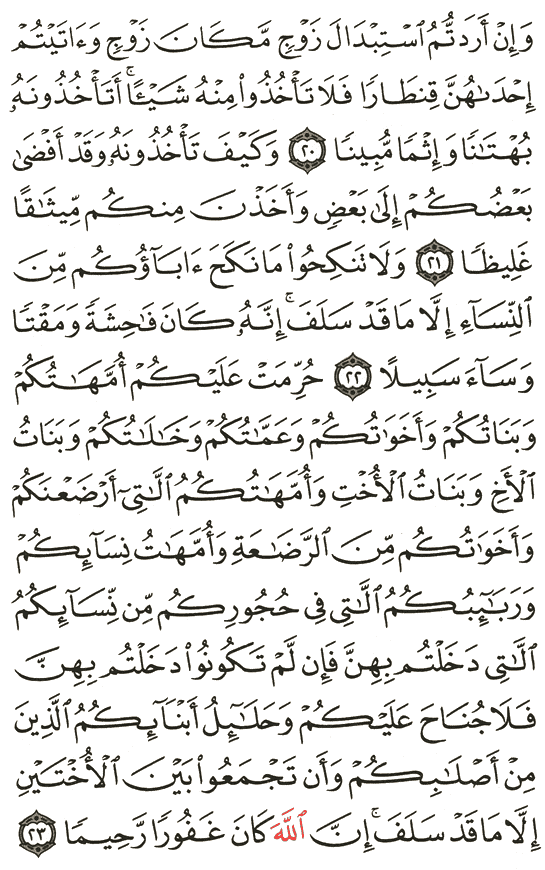 وَإِنْ أَرَدتُّمُ ٱسْتِبْدَالَ زَوْجٍ مَّكَانَ زَوْجٍ وَءَاتَيْتُمْ
إِحْدَىٰهُنَّ قِنطَارًا فَلَا تَأْخُذُوا۟ مِنْهُ شَيْـًٔا ۚ أَتَأْخُذُونَهُۥ
بُهْتَـٰنًا وَإِثْمًا مُّبِينًا ٢٠ وَكَيْفَ تَأْخُذُونَهُۥ وَقَدْ أَفْضَىٰ
بَعْضُكُمْ إِلَىٰ بَعْضٍ وَأَخَذْنَ مِنكُم مِّيثَـٰقًا
غَلِيظًا ٢١ وَلَا تَنكِحُوا۟ مَا نَكَحَ ءَابَآؤُكُم مِّنَ
ٱلنِّسَآءِ إِلَّا مَا قَدْ سَلَفَ ۚ إِنَّهُۥ كَانَ فَـٰحِشَةً وَمَقْتًا
وَسَآءَ سَبِيلًا ٢٢ حُرِّمَتْ عَلَيْكُمْ أُمَّهَـٰتُكُمْ
وَبَنَاتُكُمْ وَأَخَوَٰتُكُمْ وَعَمَّـٰتُكُمْ وَخَـٰلَـٰتُكُمْ وَبَنَاتُ
ٱلْأَخِ وَبَنَاتُ ٱلْأُخْتِ وَأُمَّهَـٰتُكُمُ ٱلَّـٰتِىٓ أَرْضَعْنَكُمْ
وَأَخَوَٰتُكُم مِّنَ ٱلرَّضَـٰعَةِ وَأُمَّهَـٰتُ نِسَآئِكُمْ
وَرَبَـٰٓئِبُكُمُ ٱلَّـٰتِى فِى حُجُورِكُم مِّن نِّسَآئِكُمُ
ٱلَّـٰتِى دَخَلْتُم بِهِنَّ فَإِن لَّمْ تَكُونُوا۟ دَخَلْتُم بِهِنَّ
فَلَا جُنَاحَ عَلَيْكُمْ وَحَلَـٰٓئِلُ أَبْنَآئِكُمُ ٱلَّذِينَ
مِنْ أَصْلَـٰبِكُمْ وَأَن تَجْمَعُوا۟ بَيْنَ ٱلْأُخْتَيْنِ
إِلَّا مَا قَدْ سَلَفَ ۚ إِنَّ ٱللَّهَ كَانَ غَفُورًا رَّحِيمًا ٢٣